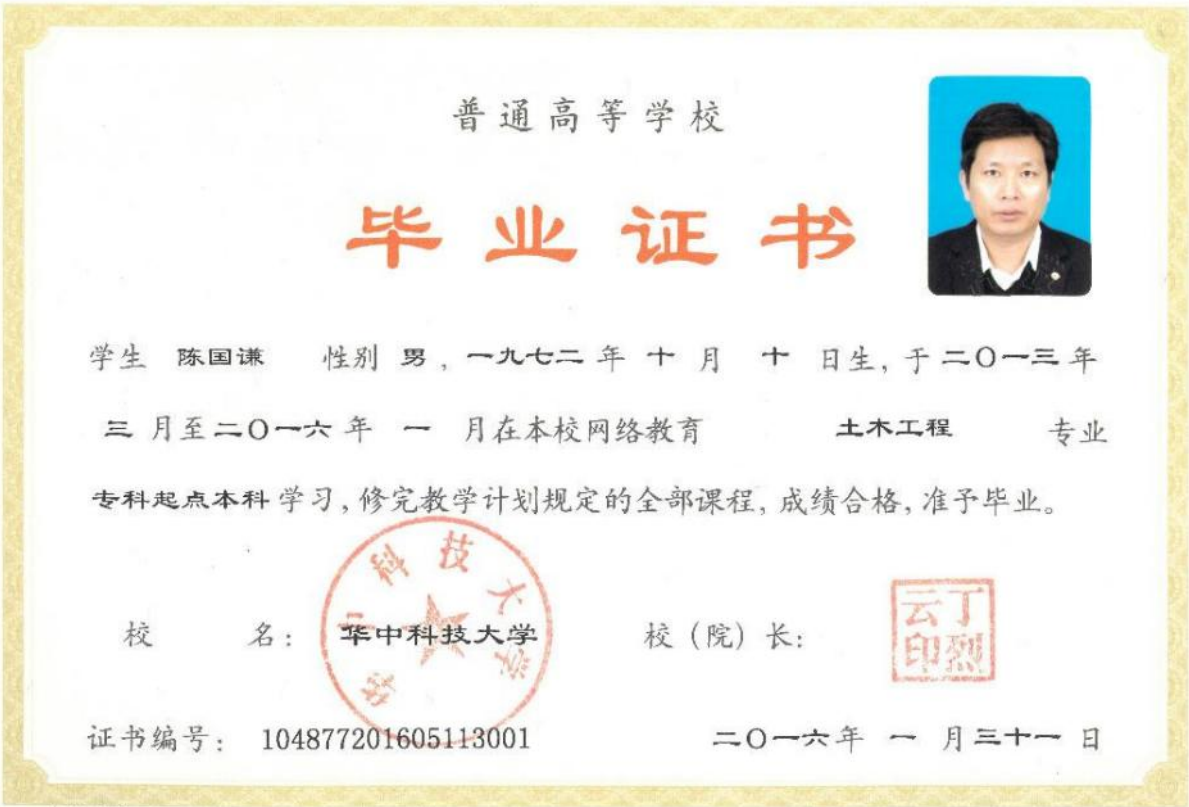 普通高等学校
毕业证书
学生 陈国谦 性别 男，一九七二 年 十 月 十 日生，于 二〇一三 年
三 月至 二〇一六 年 一 月在本校网络教育 土木工程 专业
专科起点本科 学习，修完教学计划规定的全部课程，成绩合格，准予毕业。
华中科技大学
校 名： 华中科技大学 校（院）长：
丁烈云印
证书编号： 104877201605113001 二〇一六 年 一 月 三十一 日